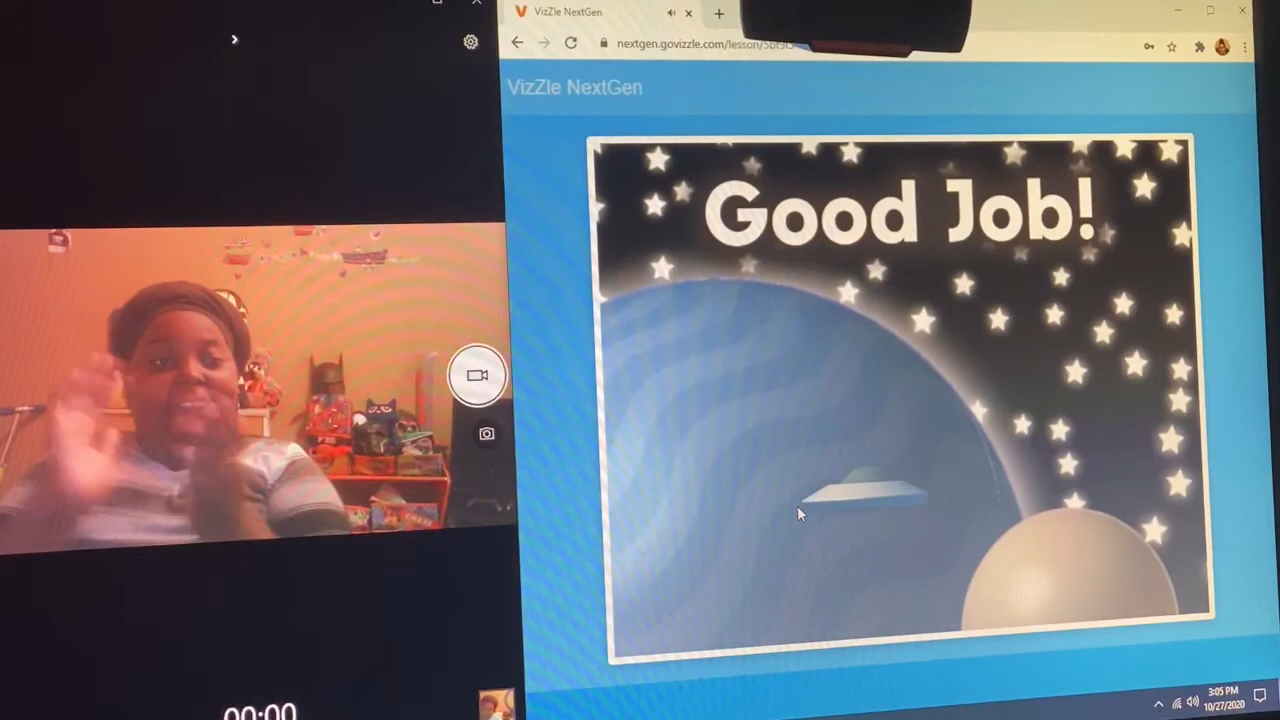 VizZle NextGen
nextgen.govizzle.com/lesson/
VizZle NextGen
Good Job!
00:00
3:05 PM
10/27/2020